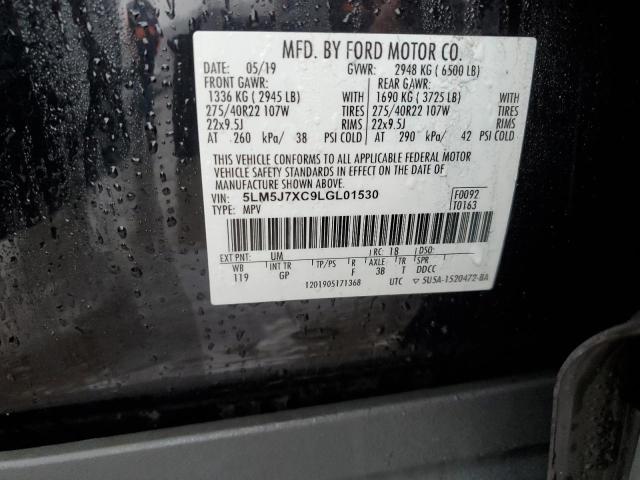 MFD. BY FORD MOTOR CO.
DATE: 05/19 GVWR: 2948 KG ( 6500 LB)
FRONT GAWR: REAR GAWR:
1336 KG ( 2945 LB) WITH 1690 KG ( 3725 LB) WITH
275/40R22 107W TIRES 275/40R22 107W TIRES
22x9.5J RIMS 22x9.5J RIMS
AT 260 kPa/ 38 PSI COLD AT 290 kPa/ 42 PSI COLD
THIS VEHICLE CONFORMS TO ALL APPLICABLE FEDERAL MOTOR
VEHICLE SAFETY STANDARDS IN EFFECT ON THE DATE OF
MANUFACTURE SHOWN ABOVE.
VIN: 5LM5J7XC9LGL01530 F0092
TYPE: MPV T0163
EXT PNT: UM RC: 18 DSO:
WB INT TR TP/PS R AXLE TR SPR
119 GP F 3B T DDCC
1201905171368 UTC ▽ 5U5A-1520472-BA